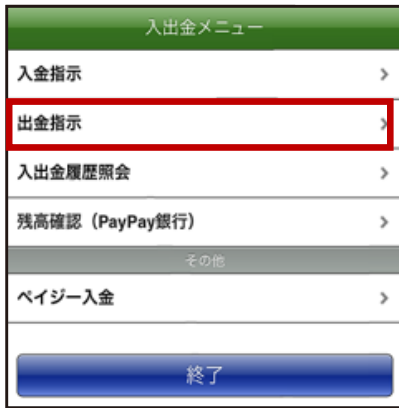 入出金メニュー
入金指示
出金指示
入出金履歴照会
残高確認（PayPay銀行）
その他
ペイジー入金
終了